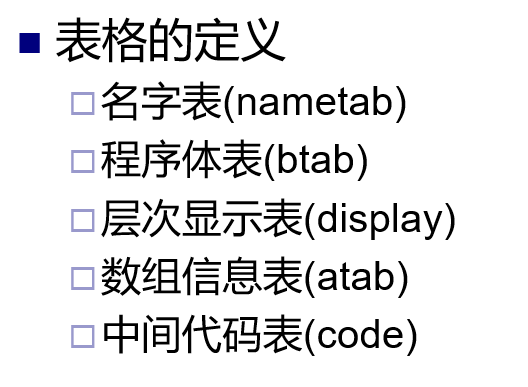 表格的定义
名字表(nametab)
程序体表(btab)
层次显示表(display)
数组信息表(atab)
中间代码表(code)